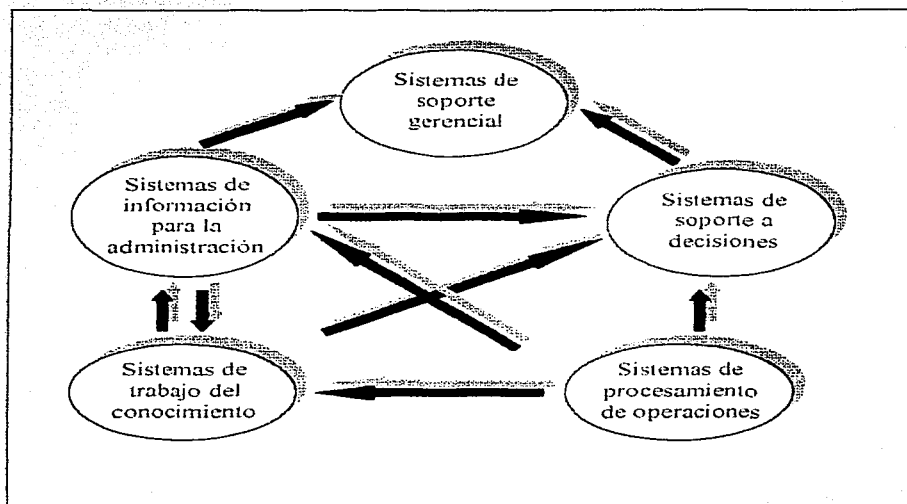 Sistemas de
soporte
gerencial
Sistemas de
información
para la
administración
Sistemas de
soporte a
decisiones
Sistemas de
trabajo del
conocimiento
Sistemas de
procesamiento
de operaciones